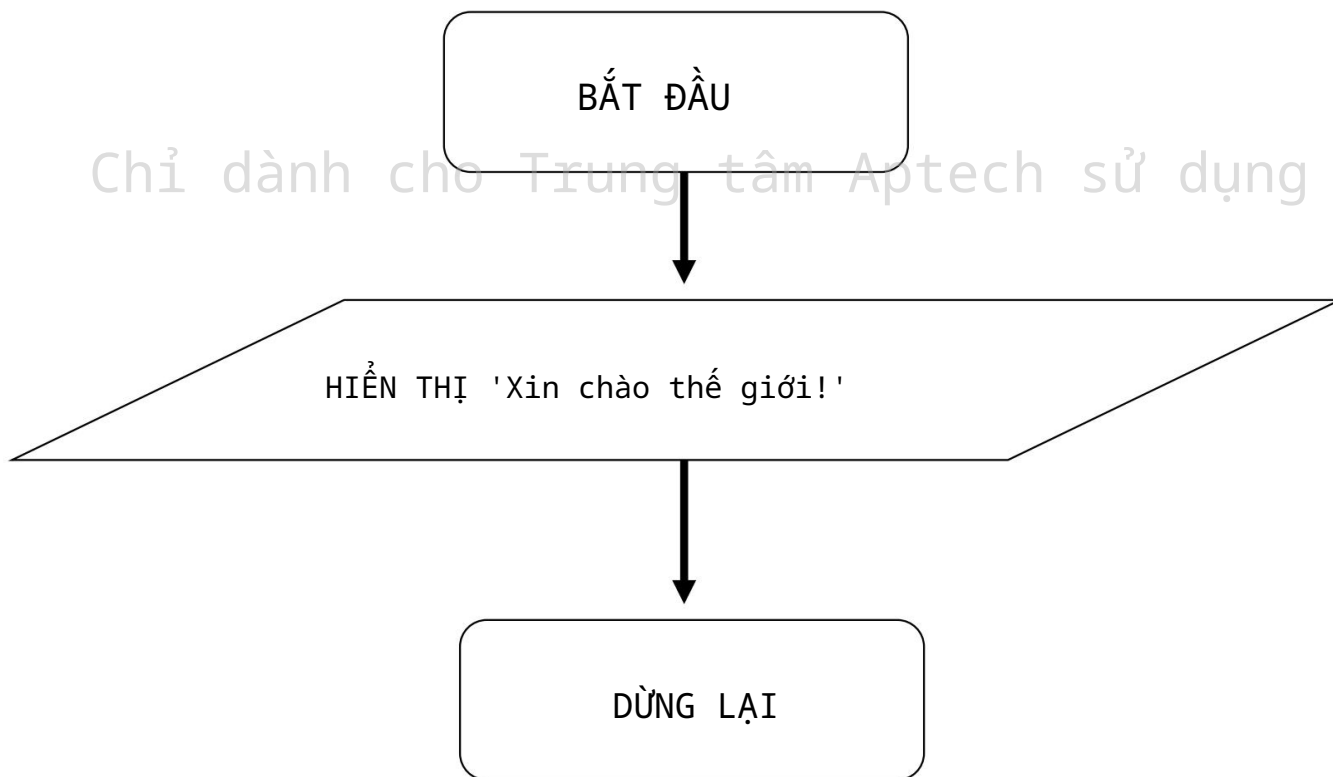 BẮT ĐẦU
Chỉ dành cho Trung tâm Aptech sử dụng
HIỂN THỊ 'Xin chào thế giới!'
DỪNG LẠI